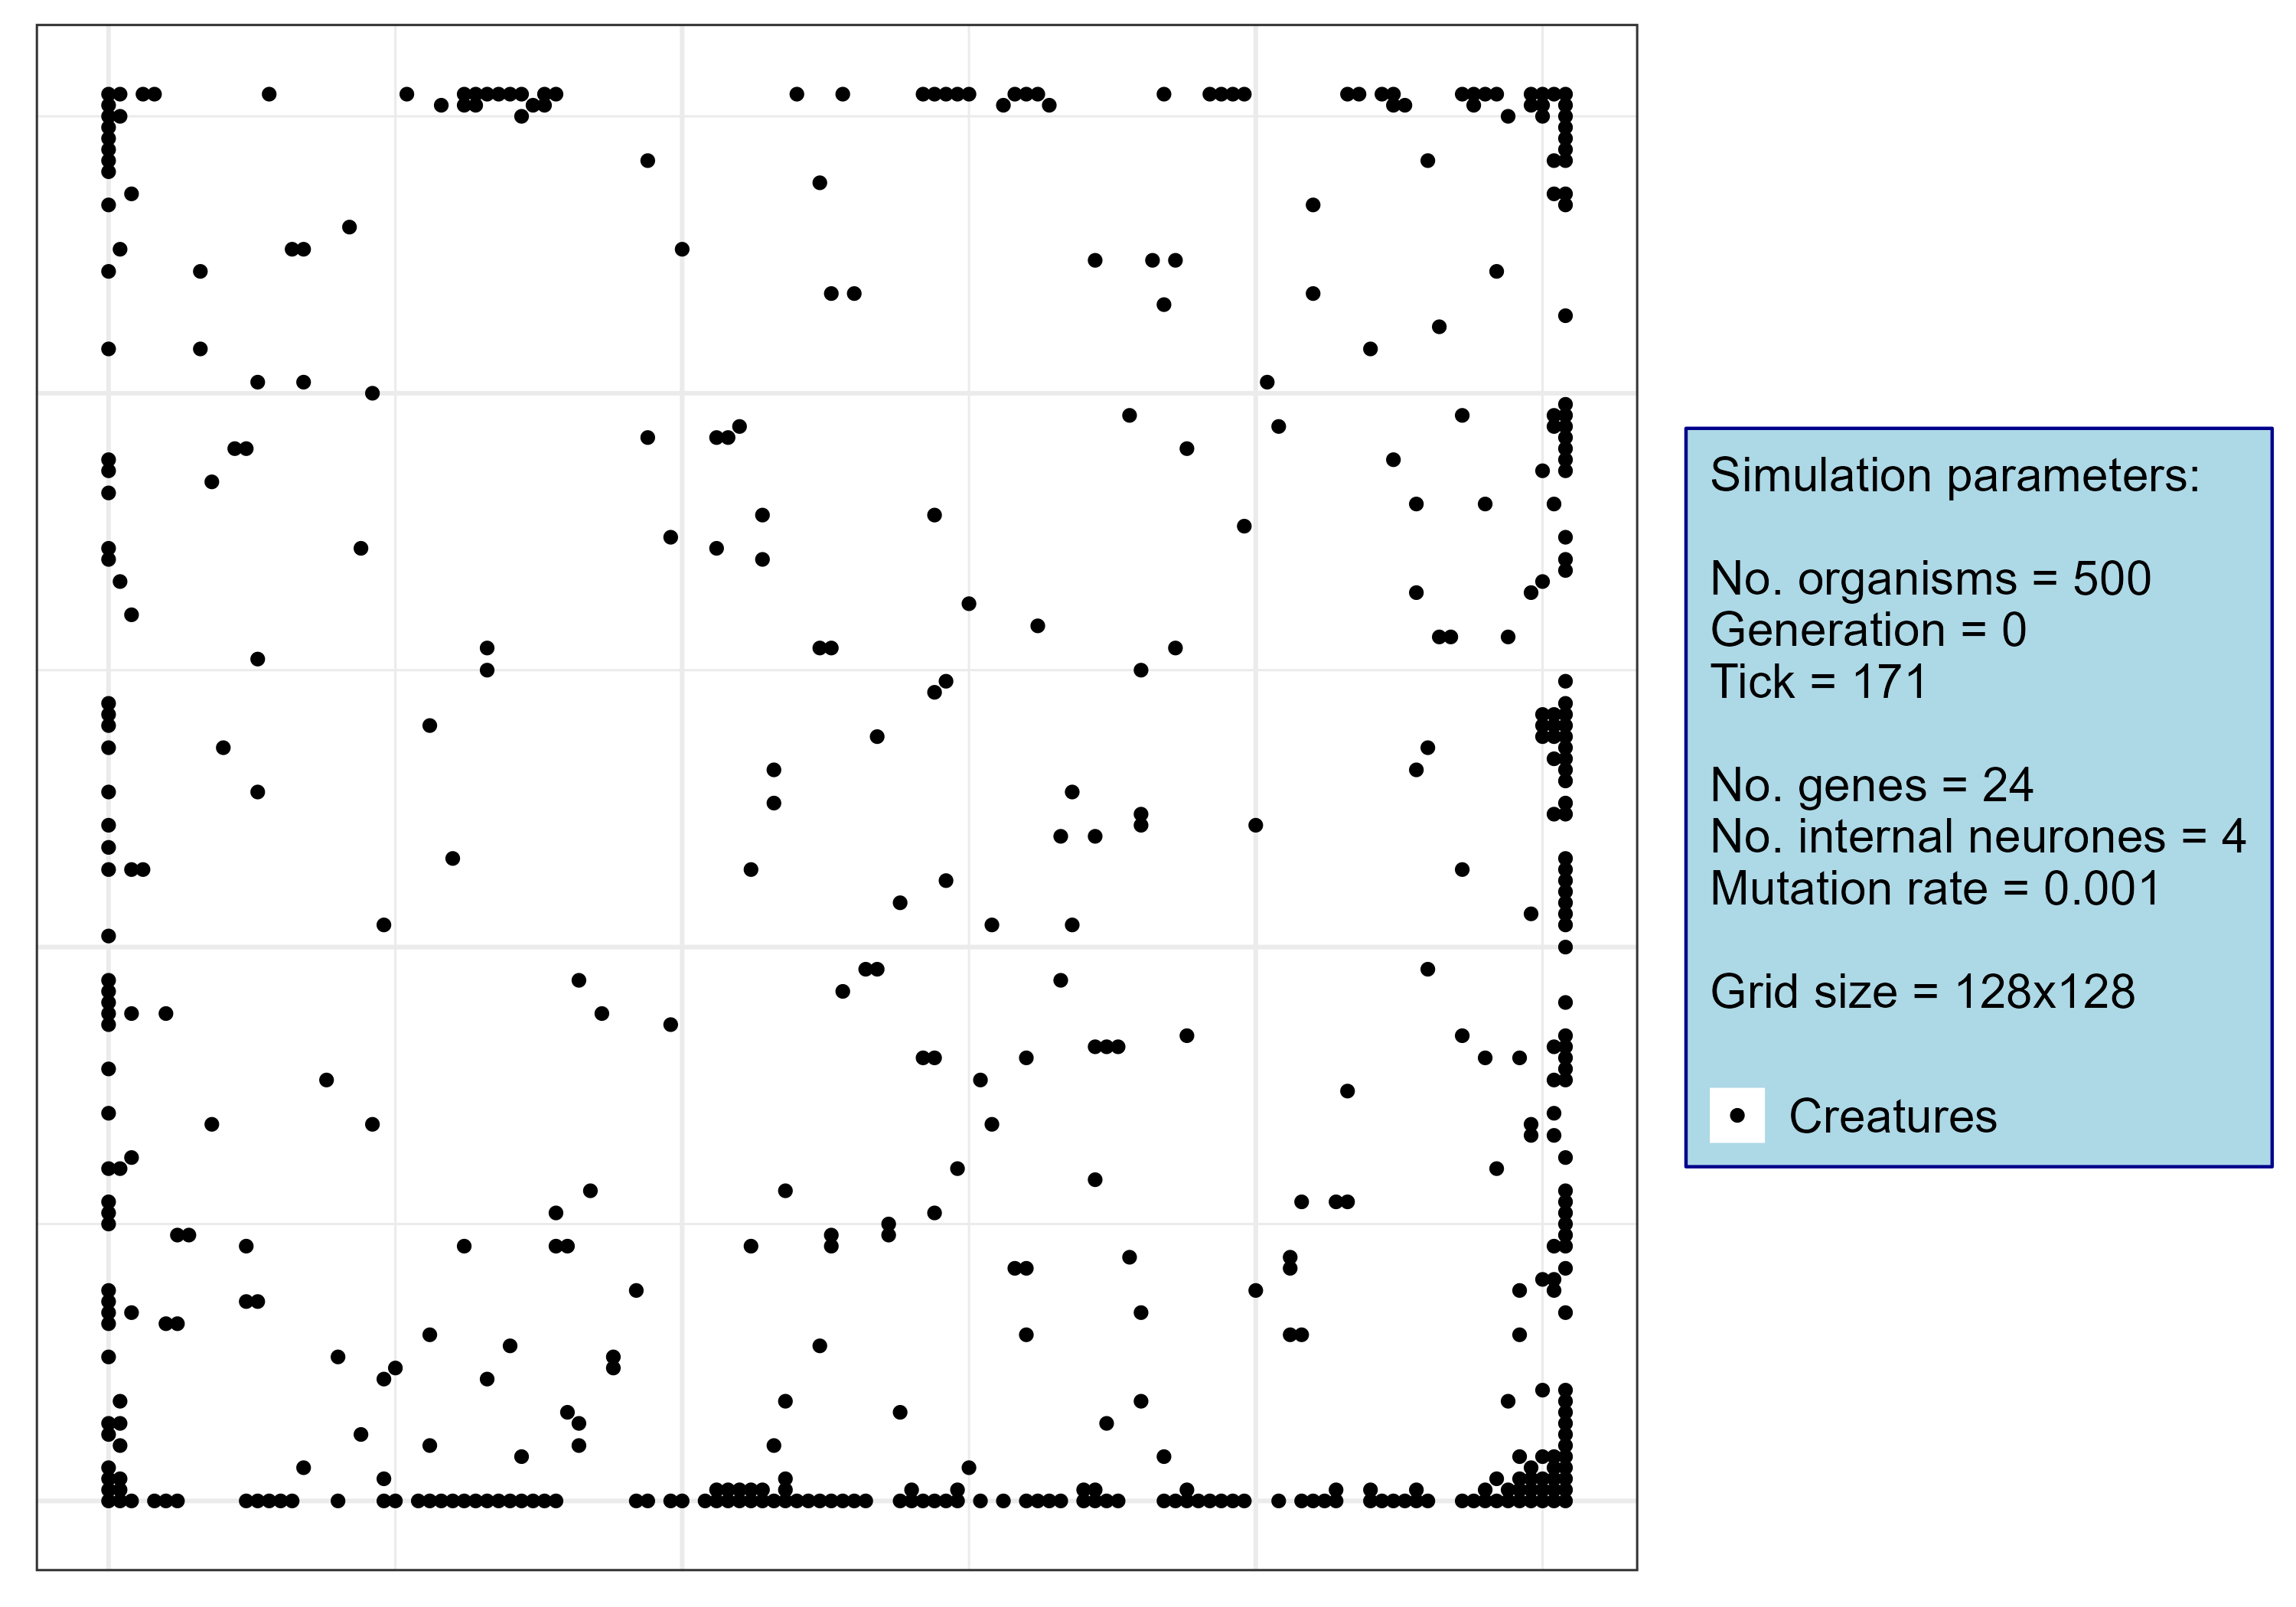 Simulation parameters:
No. organisms = 500
Generation = 0
Tick = 171
No. genes = 24
No. internal neurones = 4
Mutation rate = 0.001
Grid size = 128x128
Creatures